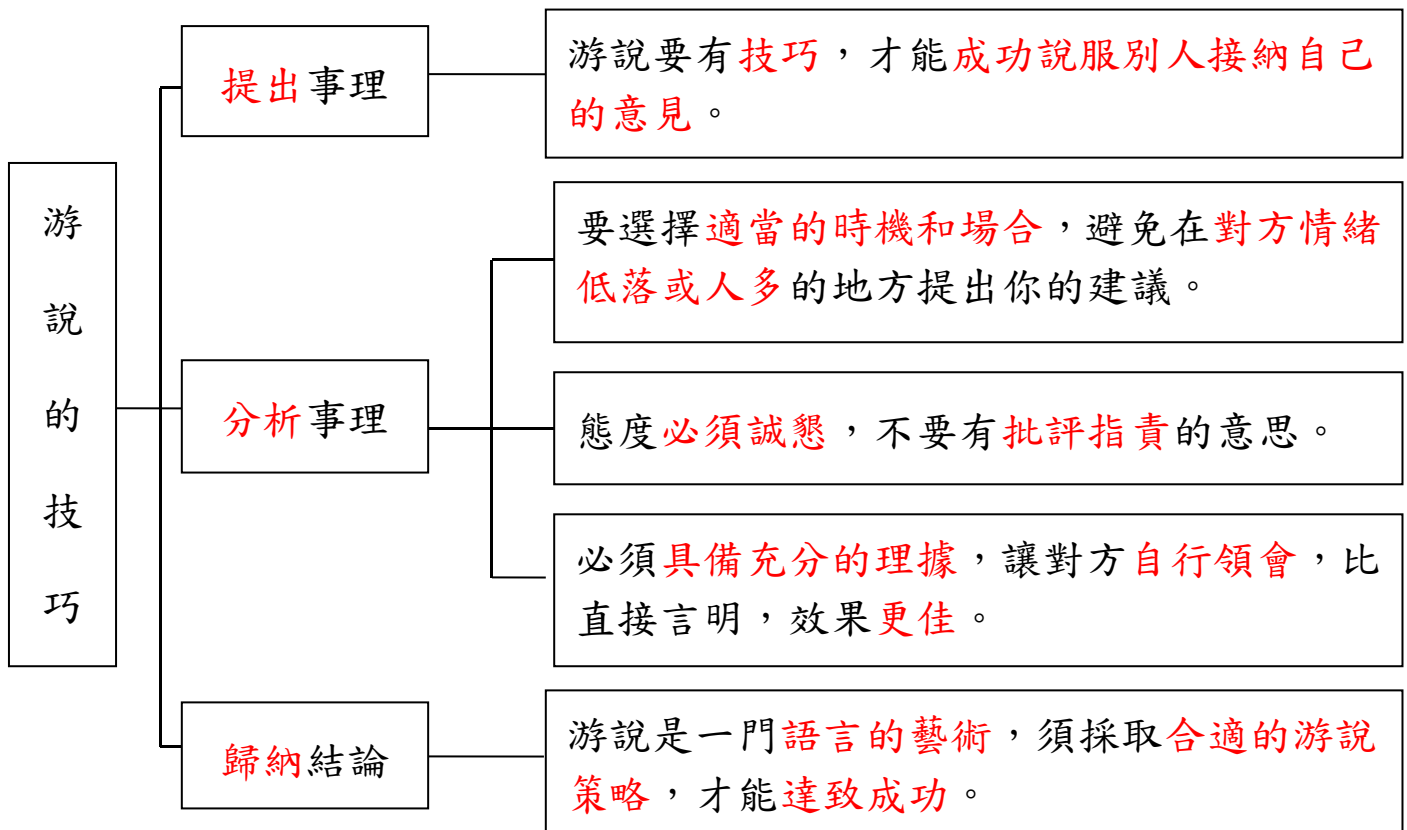 游說的技巧
提出事理
游說要有技巧，才能成功說服別人接納自己
的意見。
分析事理
要選擇適當的時機和場合，避免在對方情緒
低落或人多的地方提出你的建議。
態度必須誠懇，不要有批評指責的意思。
必須具備充分的理據，讓對方自行領會，比
直接言明，效果更佳。
歸納結論
游說是一門語言的藝術，須採取合適的游說
策略，才能達致成功。